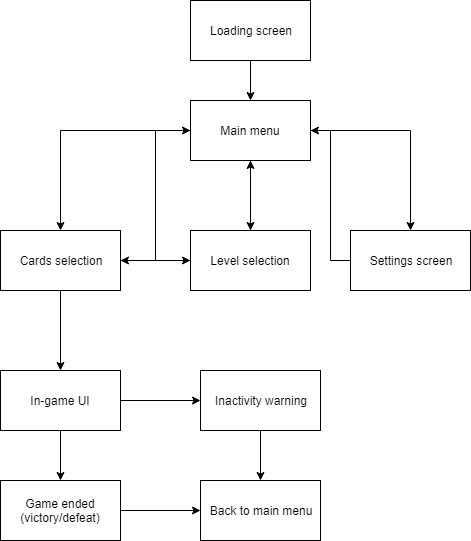 Loading screen
Main menu
Cards selection
Level selection
Settings screen
In-game UI
Inactivity warning
Game ended
(victory/defeat)
Back to main menu